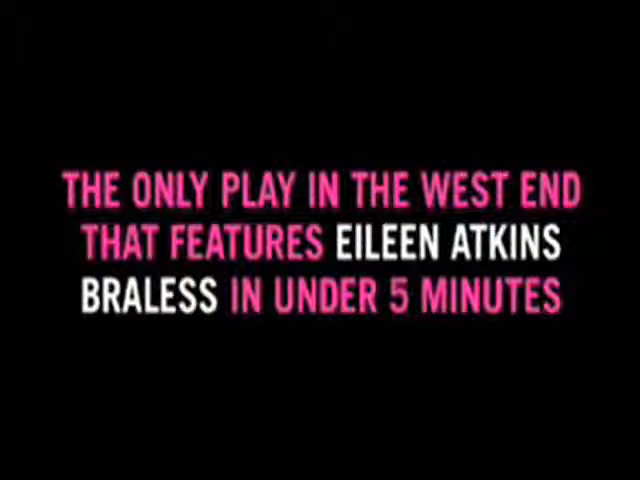 THE ONLY PLAY IN THE WEST END
THAT FEATURES EILEEN ATKINS
BRALESS IN UNDER 5 MINUTES